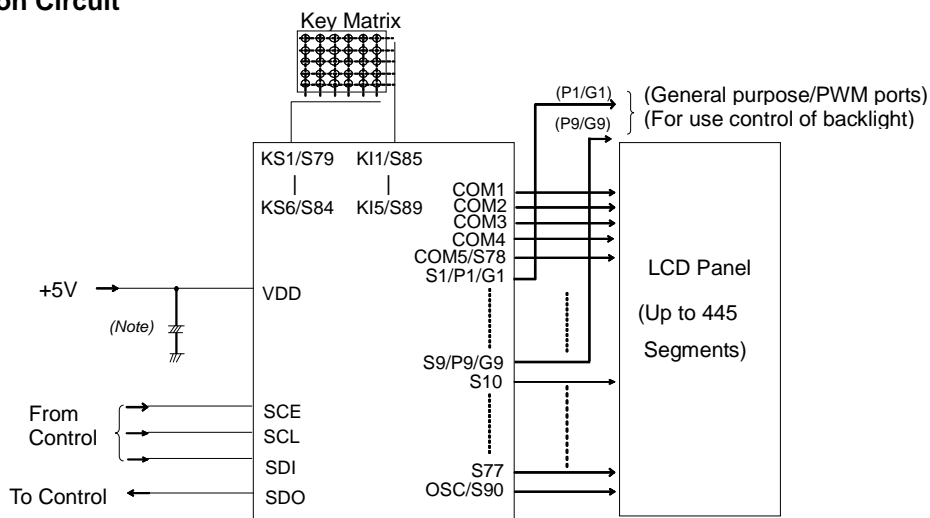 on Circuit
Key Matrix
(P1/G1)
(General purpose/PWM ports)
(P9/G9)
(For use control of backlight)
KS1/S79 KI1/S85
KS6/S84 KI5/S89
COM1
COM2
COM3
COM4
COM5/S78
S1/P1/G1
LCD Panel
(Up to 445
Segments)
+5V
VDD
(Note)
S9/P9/G9
S10
From
Control
SCE
SCL
SDI
S77
OSC/S90
To Control
SDO